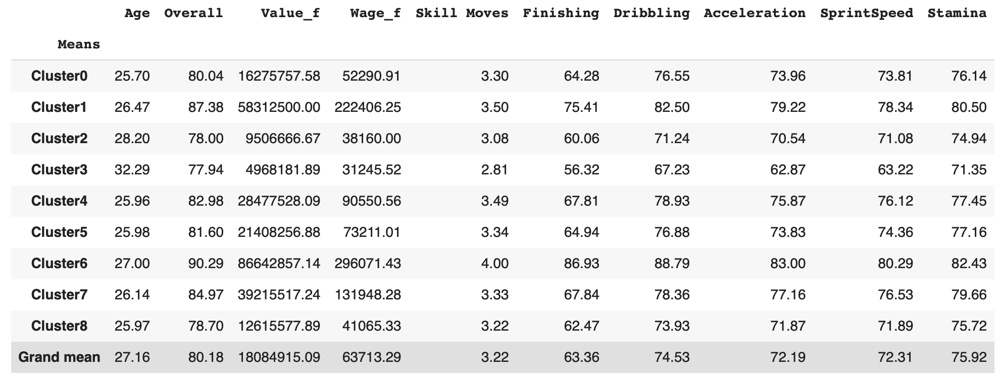 Age Overall Value_f Wage_f Skill Moves Finishing Dribbling Acceleration SprintSpeed Stamina
Means
Cluster0 25.70 80.04 16275757.58 52290.91 3.30 64.28 76.55 73.96 73.81 76.14
Cluster1 26.47 87.38 58312500.00 222406.25 3.50 75.41 82.50 79.22 78.34 80.50
Cluster2 28.20 78.00 9506666.67 38160.00 3.08 60.06 71.24 70.54 71.08 74.94
Cluster3 32.29 77.94 4968181.89 31245.52 2.81 56.32 67.23 62.87 63.22 71.35
Cluster4 25.96 82.98 28477528.09 90550.56 3.49 67.81 78.93 75.87 76.12 77.45
Cluster5 25.98 81.60 21408256.88 73211.01 3.34 64.94 76.88 73.83 74.36 77.16
Cluster6 27.00 90.29 86642857.14 296071.43 4.00 86.93 88.79 83.00 80.29 82.43
Cluster7 26.14 84.97 39215517.24 131948.28 3.33 67.84 78.36 77.16 76.53 79.66
Cluster8 25.97 78.70 12615577.89 41065.33 3.22 62.47 73.93 71.87 71.89 75.72
Grand mean 27.16 80.18 18084915.09 63713.29 3.22 63.36 74.53 72.19 72.31 75.92